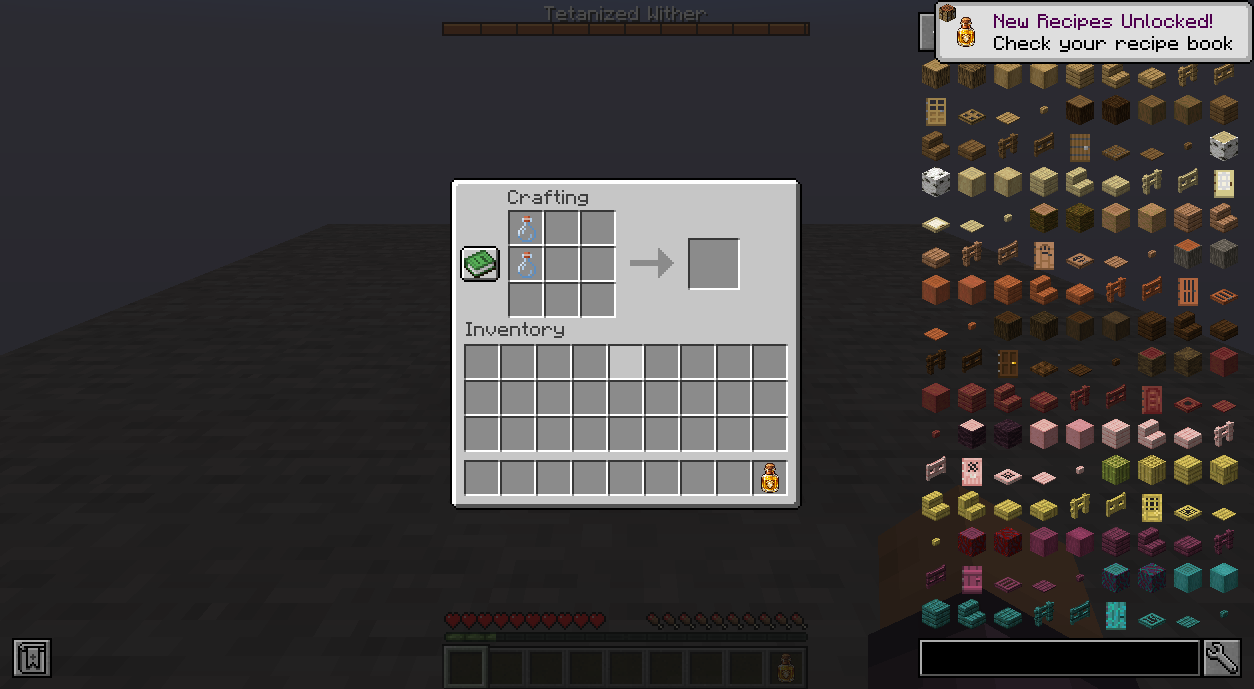 Tetanized Wither
New Recipes Unlocked!
Check your recipe book
Crafting
Inventory